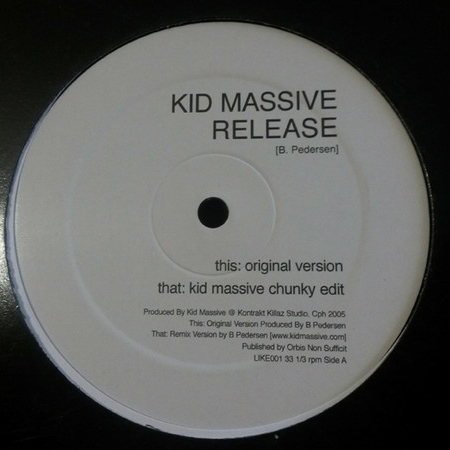 KID MASSIVE
RELEASE
[B. Pedersen]
this: original version
that: kid massive chunky edit
Produced By Kid Massive @ Kontrakt Killaz Studio, Cph 2005
This: Original Version Produced By B Pedersen
That: Remix Version by B Pedersen [www.kidmassive.com]
Published by Orbis Non Sufficit
LIKE001 33 1/3 rpm Side A